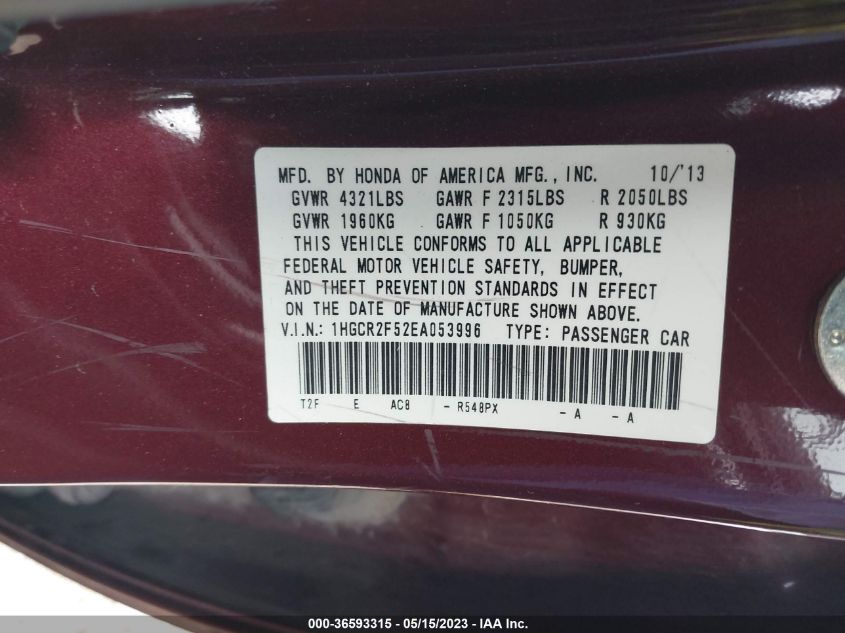 MFD. BY HONDA OF AMERICA MFG., INC. 10/'13
GVWR 4321LBS GAWR F 2315LBS R 2050LBS
GVWR 1960KG GAWR F 1050KG R 930KG
THIS VEHICLE CONFORMS TO ALL APPLICABLE
FEDERAL MOTOR VEHICLE SAFETY, BUMPER,
AND THEFT PREVENTION STANDARDS IN EFFECT
ON THE DATE OF MANUFACTURE SHOWN ABOVE.
V.I.N.: 1HGCR2F52EA053996 TYPE: PASSENGER CAR
T2F E AC8 - R548PX - A - A
000-36593315 - 05/15/2023 - IAA Inc.